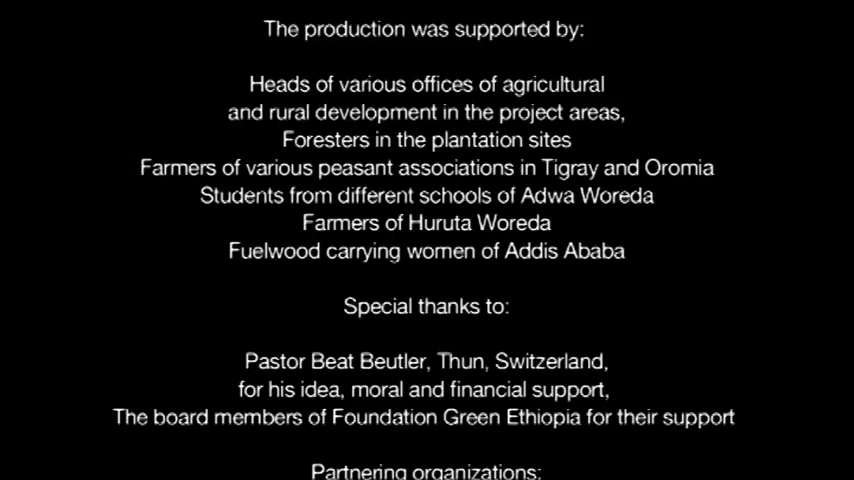 The production was supported by:
Heads of various offices of agricultural
and rural development in the project areas,
Foresters in the plantation sites
Farmers of various peasant associations in Tigray and Oromia
Students from different schools of Adwa Woreda
Farmers of Huruta Woreda
Fuelwood carrying women of Addis Ababa
Special thanks to:
Pastor Beat Beutler, Thun, Switzerland,
for his idea, moral and financial support,
The board members of Foundation Green Ethiopia for their support
Partnering organizations: